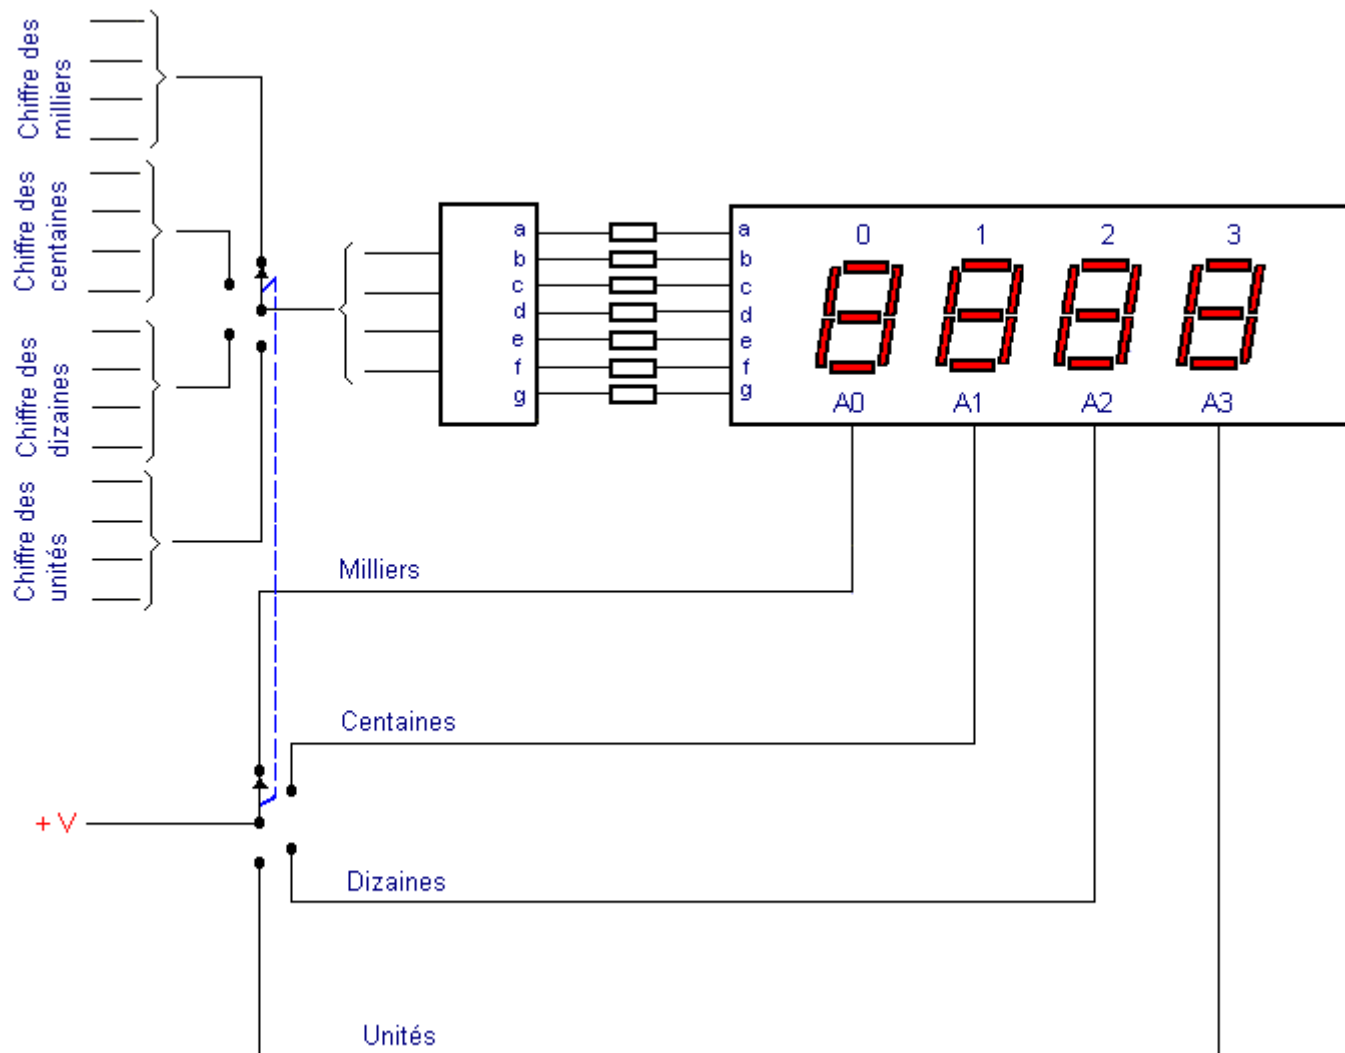 Chiffre des
milliers
Chiffre des
centaines
Chiffre des
dizaines
Chiffre des
unités
a
b
c
d
e
f
g
a
b
c
d
e
f
g
0 1 2 3
A0 A1 A2 A3
Milliers
Centaines
+ V
Dizaines
Unités